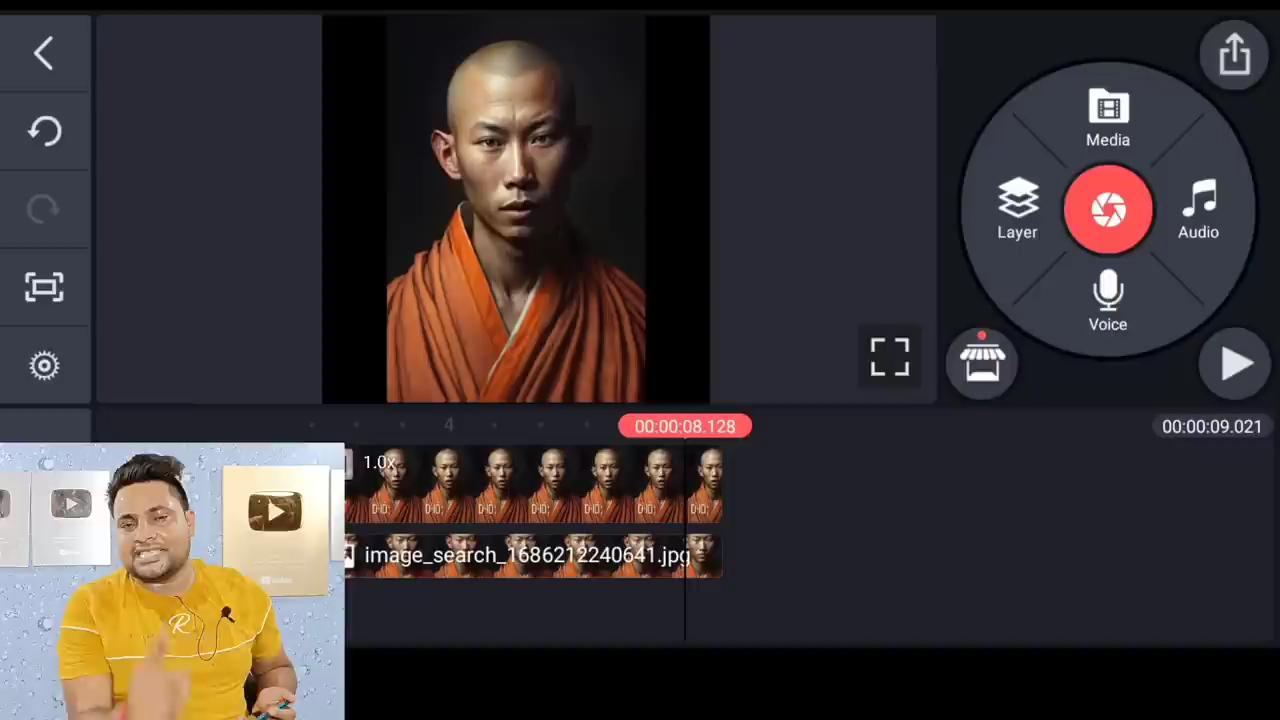 Media
Layer
Audio
Voice
4
00:00:08.128
00:00:09.021
1.0x
image_search_1686212240641.jpg
R